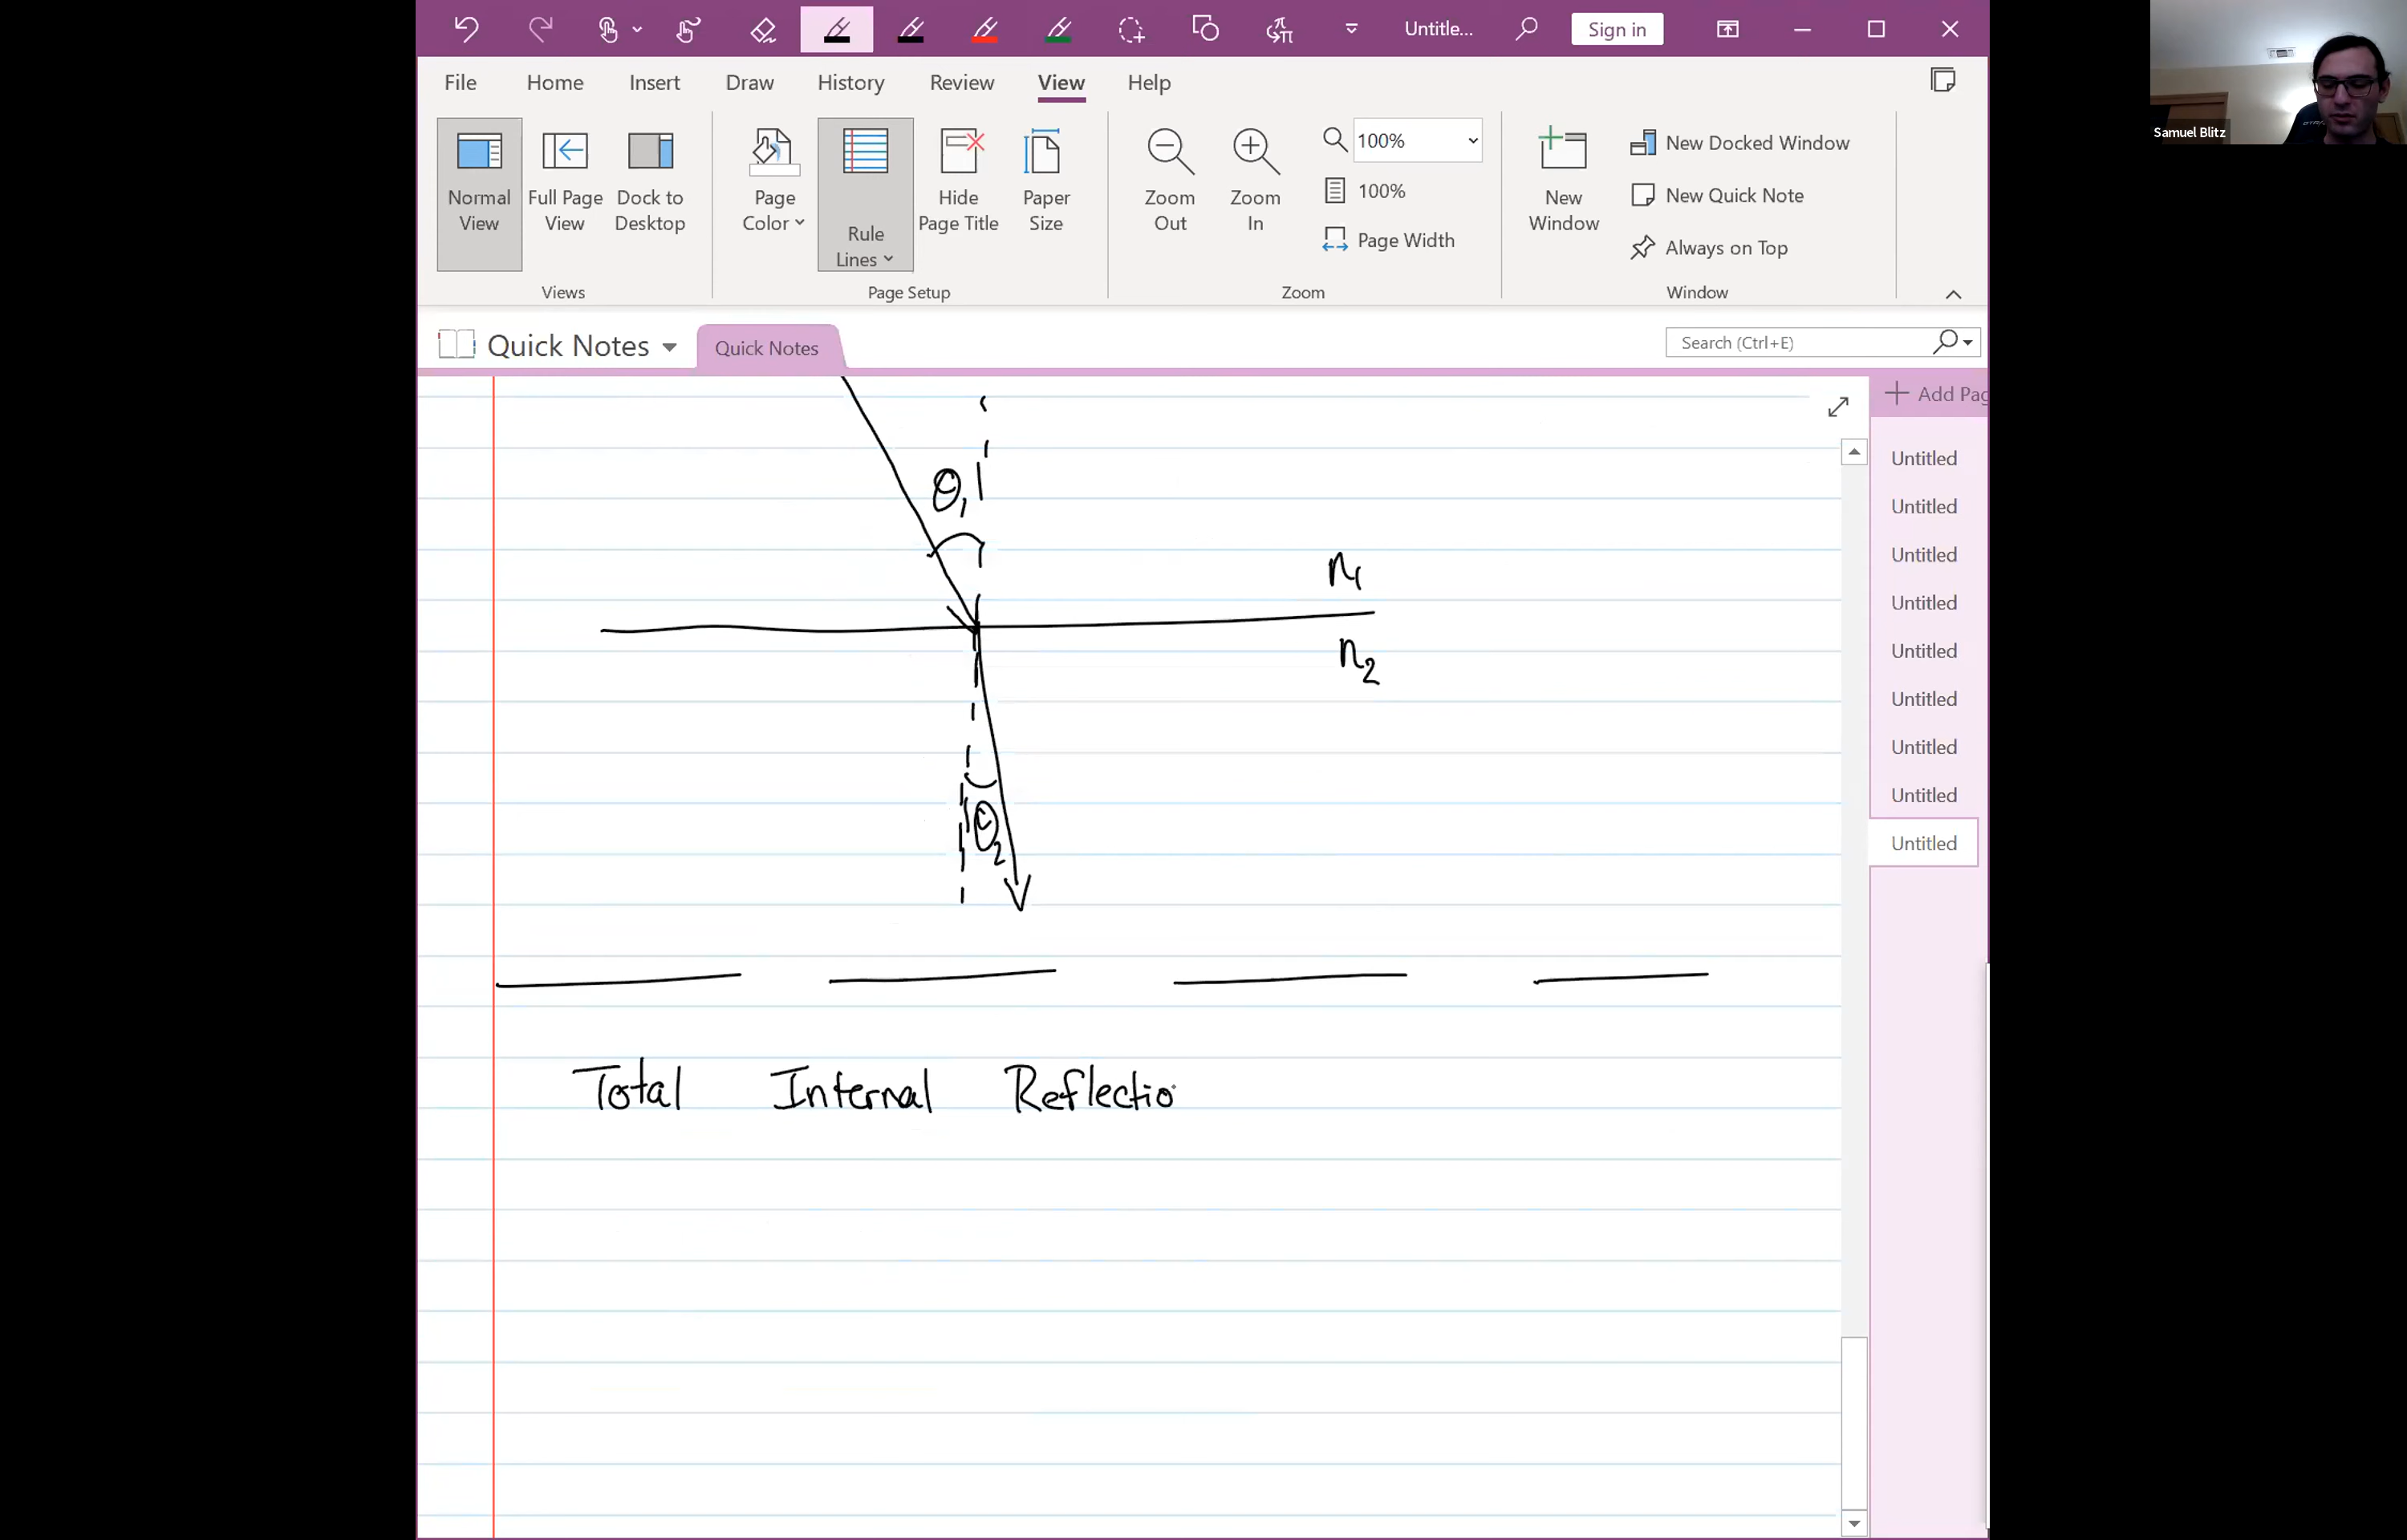 Untitle...
Sign in
File Home Insert Draw History Review View Help
Samuel Blitz
Normal View
Full Page View
Dock to Desktop
Page Color
Rule Lines
Hide Page Title
Paper Size
Zoom Out
Zoom In
100%
100%
Page Width
New Window
New Docked Window
New Quick Note
Always on Top
Views
Page Setup
Zoom
Window
Quick Notes
Quick Notes
Search (Ctrl+E)
Add Pag
Untitled
Untitled
Untitled
Untitled
Untitled
Untitled
Untitled
Untitled
Untitled
θ₁
n₁
n₂
θ₂
Total Internal Reflectio